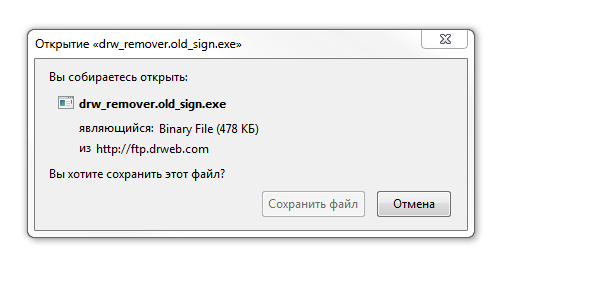 Открытие «drw_remover.old_sign.exe»
Вы собираетесь открыть:
drw_remover.old_sign.exe
являющийся: Binary File (478 КБ)
из http://ftp.drweb.com
Вы хотите сохранить этот файл?
Сохранить файл Отмена